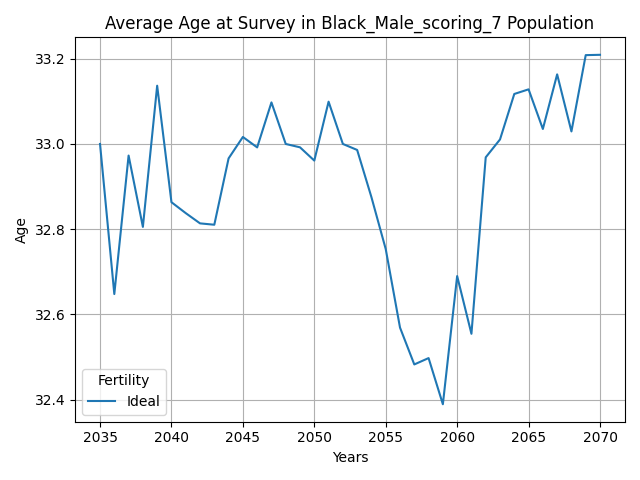 Average Age at Survey in Black_Male_scoring_7 Population
33.2
33.0
32.8
32.6
32.4
Age
Fertility
Ideal
2035 2040 2045 2050 2055 2060 2065 2070
Years